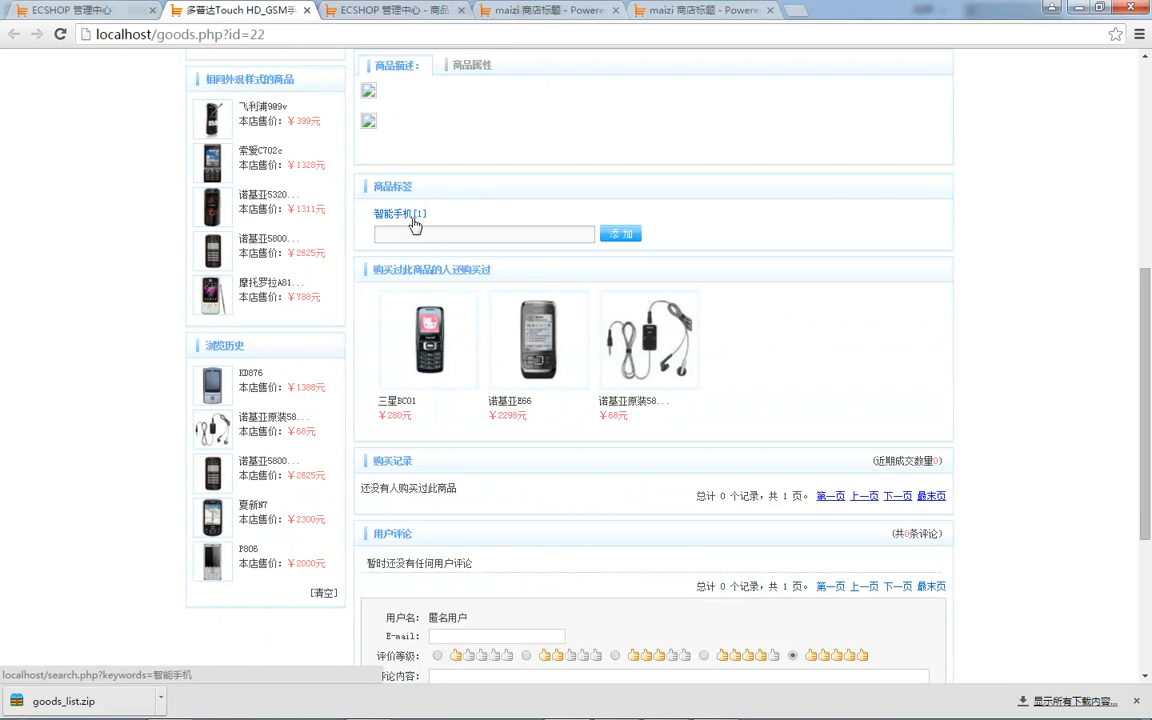 ECSHOP 管理中心
多普达Touch HD_GSM手
ECSHOP 管理中心 - 商品
maizi 商店标题 - Powere
maizi 商店标题 - Powere
localhost/goods.php?id=22
相同外观样式的商品
飞利浦9@9v
本店售价：￥399元
索爱C702c
本店售价：￥1328元
诺基亚5320...
本店售价：￥1311元
诺基亚5800...
本店售价：￥2625元
摩托罗拉A81...
本店售价：￥788元
浏览历史
KD876
本店售价：￥1388元
诺基亚原装58...
本店售价：￥68元
诺基亚5800...
本店售价：￥2625元
夏新N7
本店售价：￥2300元
P806
本店售价：￥2000元
[清空]
商品描述：
商品属性
商品标签
智能手机[1]
添 加
购买过此商品的人还购买过
三星BC01
￥280元
诺基亚E66
￥2298元
诺基亚原装58...
￥68元
购买记录
(近期成交数量0)
还没有人购买过此商品
总计 0 个记录，共 1 页。 第一页 上一页 下一页 最末页
用户评论
(共0条评论)
暂时还没有任何用户评论
总计 0 个记录，共 1 页。 第一页 上一页 下一页 最末页
用户名： 匿名用户
E-mail:
评价等级：
评论内容：
localhost/search.php?keywords=智能手机
goods_list.zip
显示所有下载内容...